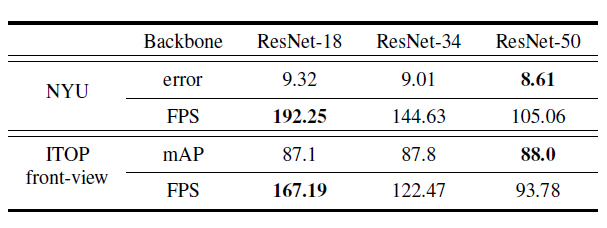 Backbone ResNet-18 ResNet-34 ResNet-50
NYU error 9.32 9.01 8.61
FPS 192.25 144.63 105.06
ITOP front-view mAP 87.1 87.8 88.0
FPS 167.19 122.47 93.78